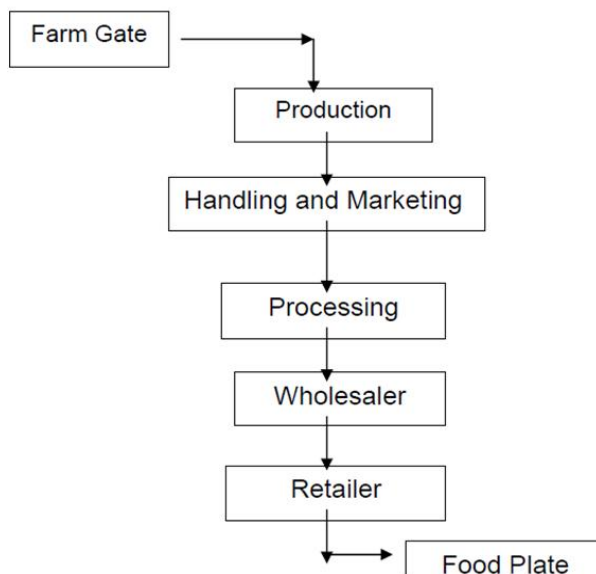 Farm Gate
Production
Handling and Marketing
Processing
Wholesaler
Retailer
Food Plate